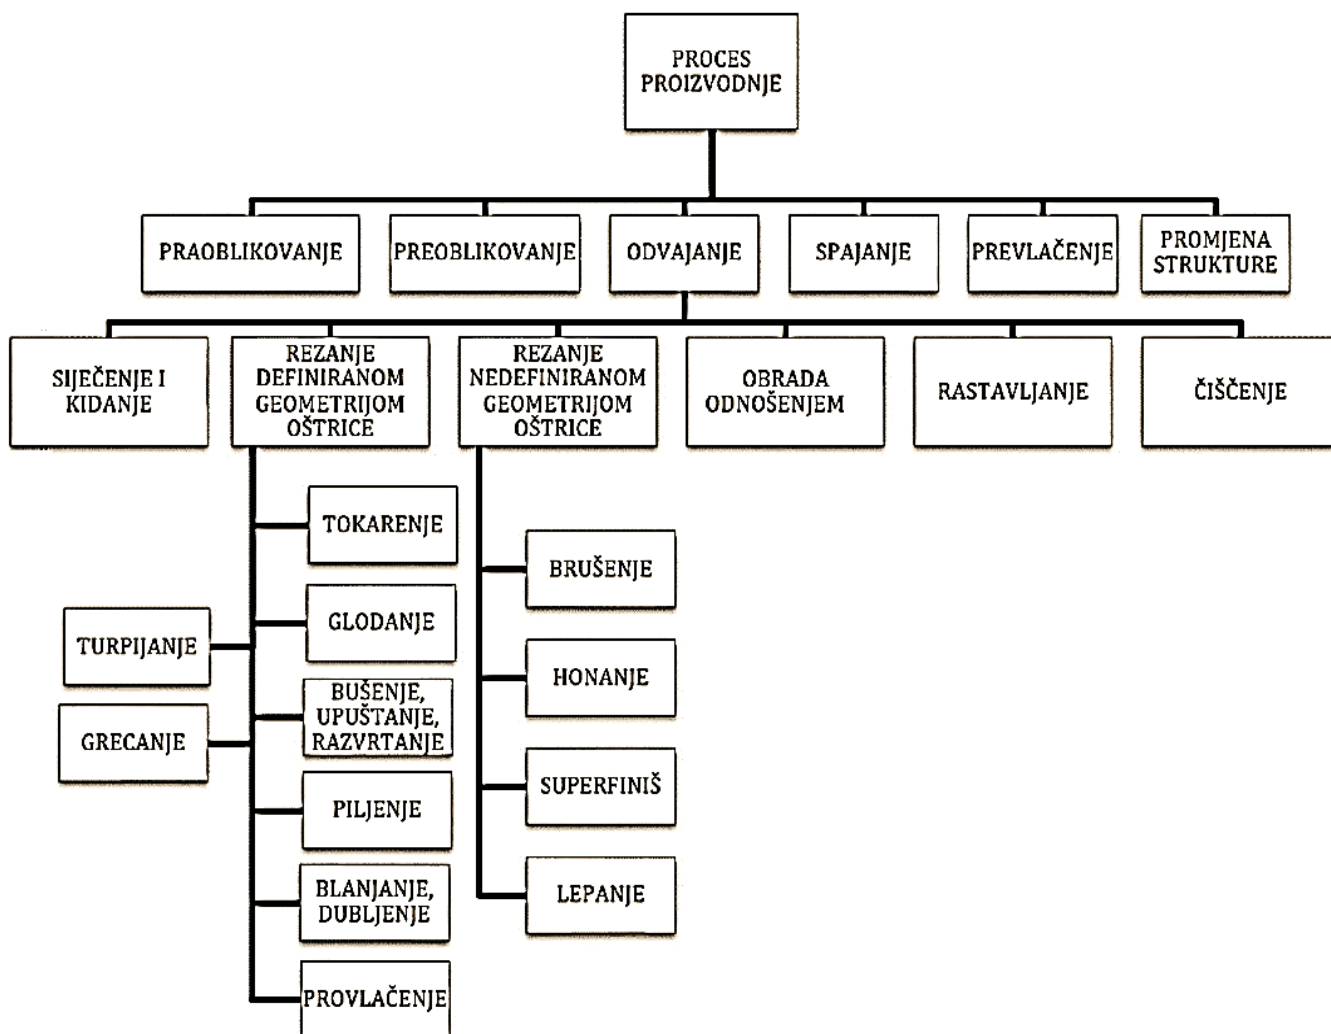 PROCES
PROIZVODNJE
PRAOBLIKOVANJE
PREOBLIKOVANJE
ODVAJANJE
SPAJANJE
PREVLAČENJE
PROMJENA
STRUKTURE
SIJEČENJE I
KIDANJE
REZANJE
DEFINIRANOM
GEOMETRIJOM
OŠTRICE
REZANJE
NEDEFINIRANOM
GEOMETRIJOM
OŠTRICE
OBRADA
ODNOŠENJEM
RASTAVLJANJE
ČIŠČENJE
TURPIJANJE
GRECANJE
TOKARENJE
GLODANJE
BUŠENJE,
UPUŠTANJE,
RAZVRTANJE
PILJENJE
BLANJANJE,
DUBLJENJE
PROVLAČENJE
BRUŠENJE
HONANJE
SUPERFINIŠ
LEPANJE